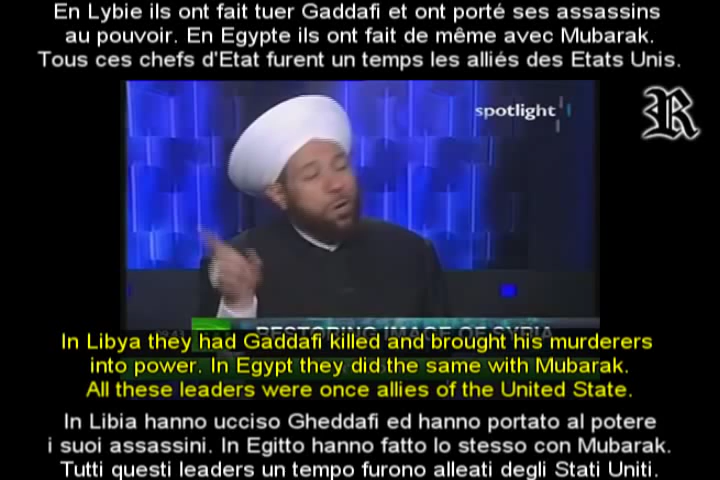 En Lybie ils ont fait tuer Gaddafi et ont porté ses assassins
au pouvoir. En Egypte ils ont fait de même avec Mubarak.
Tous ces chefs d'Etat furent un temps les alliés des Etats Unis.
spotlight
R
RESTORING IMAGE OF SYRIA
In Libya they had Gaddafi killed and brought his murderers
into power. In Egypt they did the same with Mubarak.
All these leaders were once allies of the United State.
In Libia hanno ucciso Gheddafi ed hanno portato al potere
i suoi assassini. In Egitto hanno fatto lo stesso con Mubarak.
Tutti questi leaders un tempo furono alleati degli Stati Uniti.